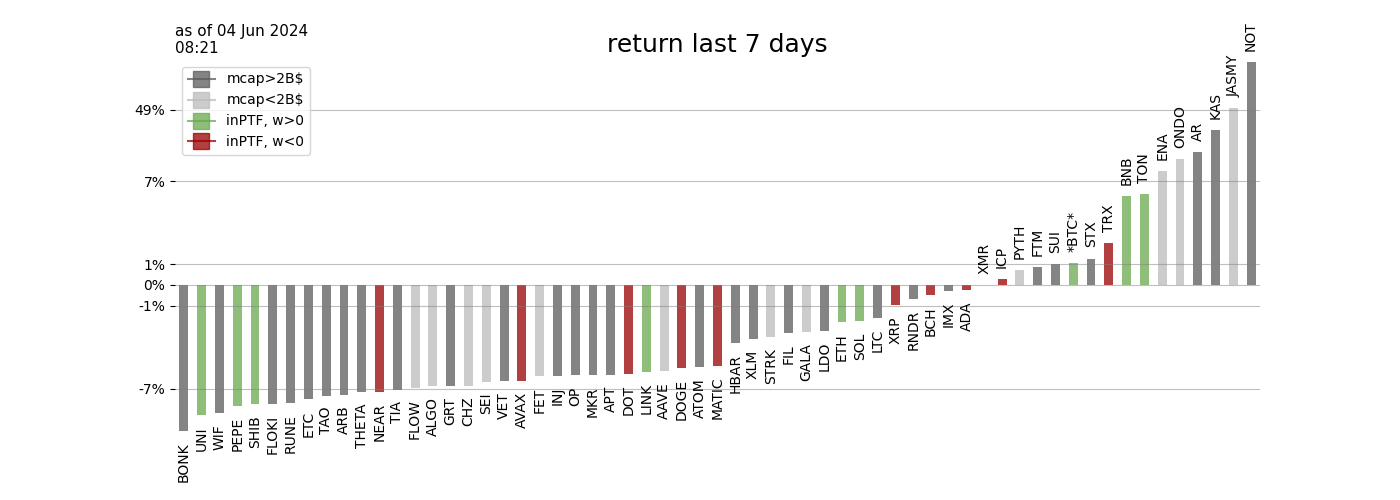 as of 04 Jun 2024
08:21
return last 7 days
mcap>2B$
mcap<2B$
inPTF, w>0
inPTF, w<0
49%
7%
1%
0%
-1%
-7%
BONK
UNI
WIF
PEPE
SHIB
FLOKI
RUNE
ETC
TAO
ARB
THETA
NEAR
TIA
FLOW
ALGO
GRT
CHZ
SEI
VET
AVAX
FET
INJ
OP
MKR
APT
DOT
LINK
AAVE
DOGE
ATOM
MATIC
HBAR
XLM
STRK
FIL
GALA
LDO
ETH
SOL
LTC
XRP
RNDR
BCH
IMX
ADA
XMR
ICP
PYTH
FTM
SUI
*BTC*
STX
TRX
BNB
TON
ENA
ONDO
AR
KAS
JASMY
NOT